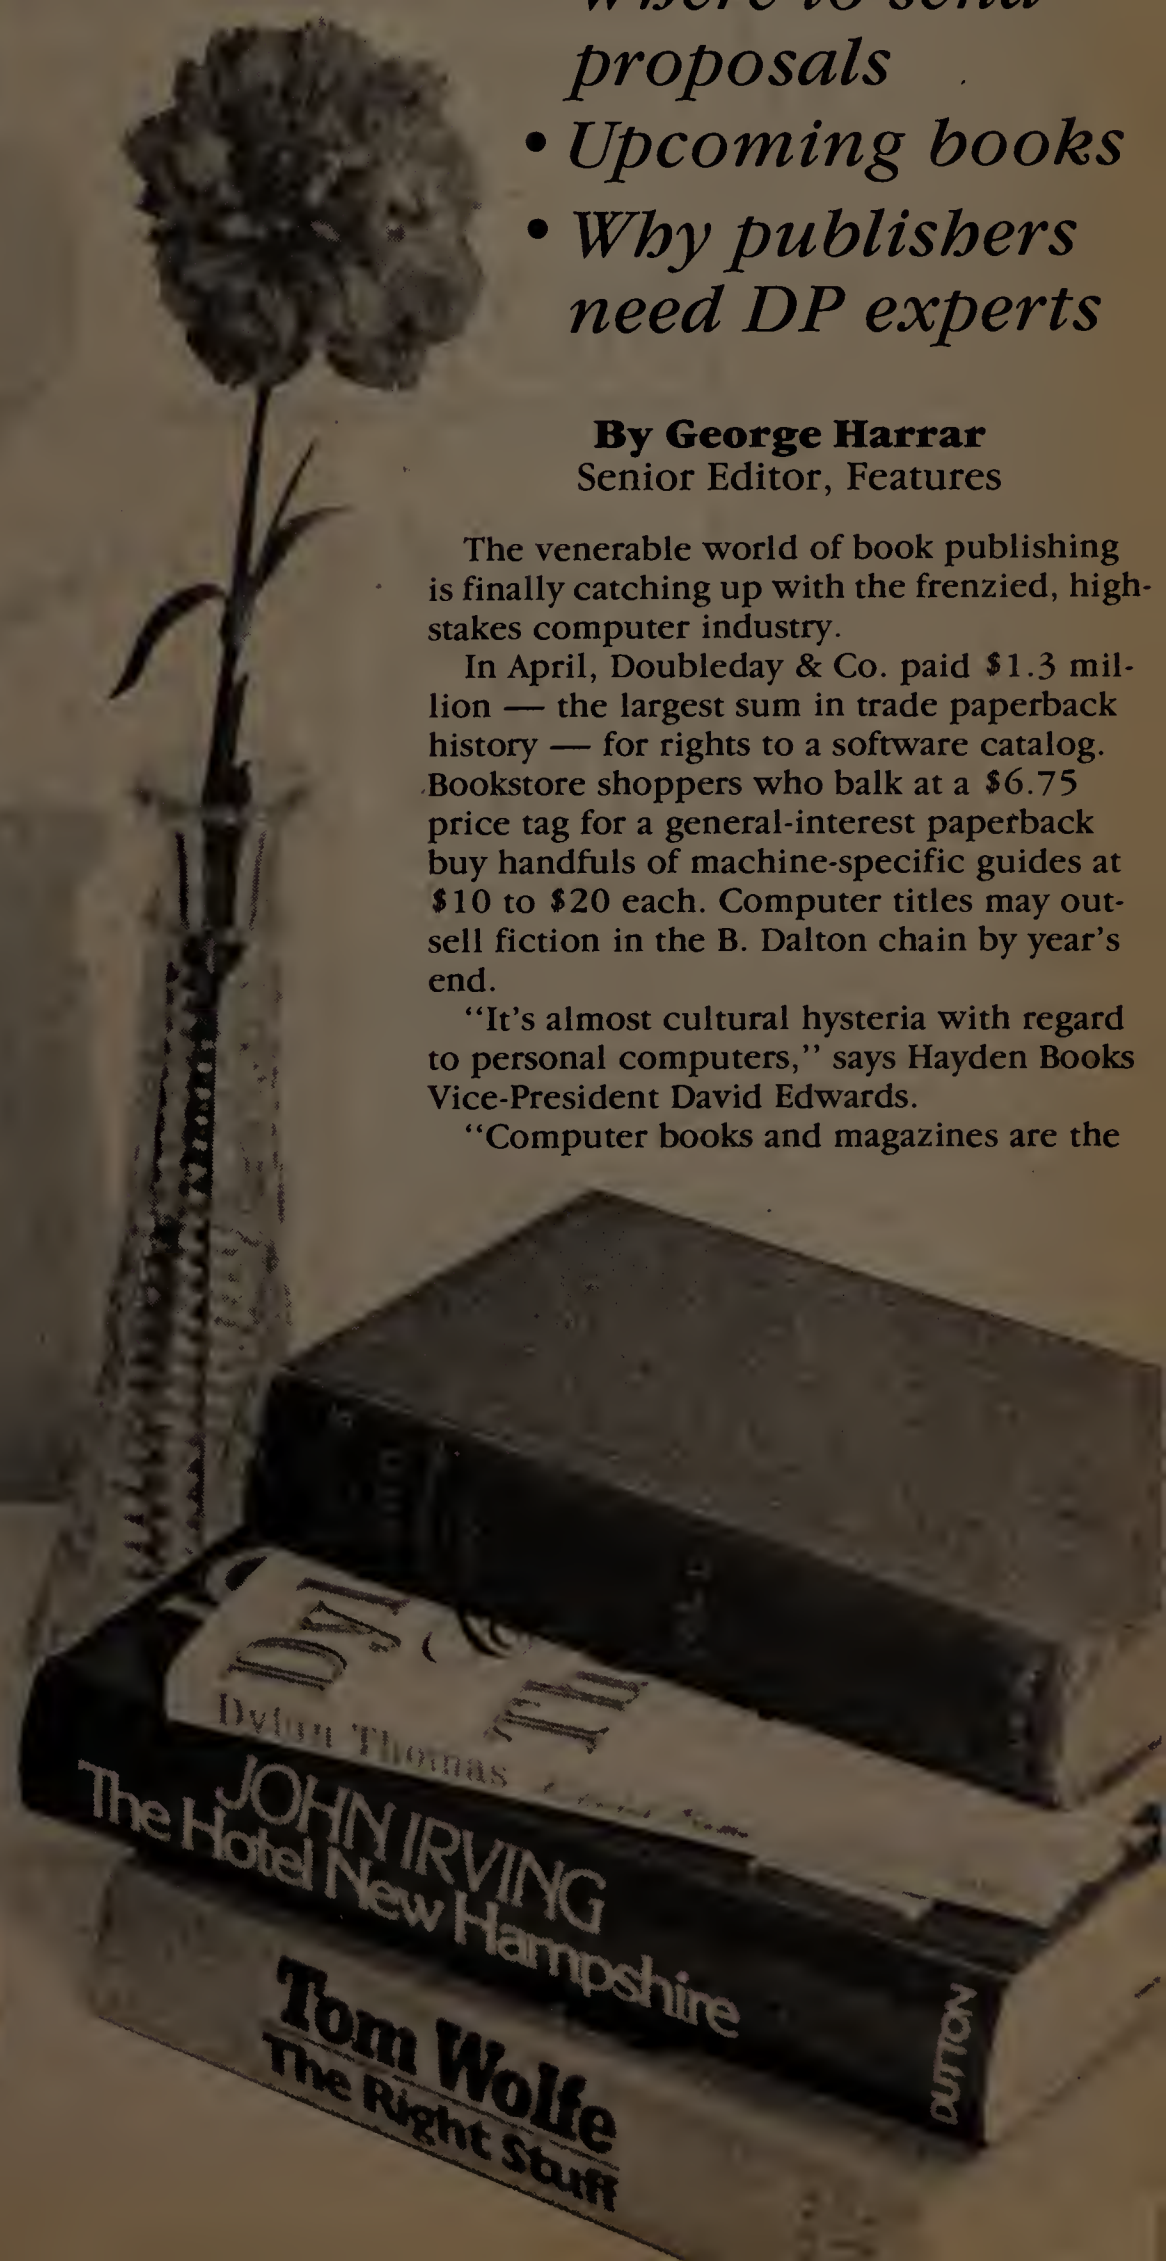 where to send
proposals
• Upcoming books
• Why publishers
need DP experts
By George Harrar
Senior Editor, Features
The venerable world of book publishing
is finally catching up with the frenzied, high-
stakes computer industry.
In April, Doubleday & Co. paid $1.3 mil-
lion — the largest sum in trade paperback
history — for rights to a software catalog.
Bookstore shoppers who balk at a $6.75
price tag for a general-interest paperback
buy handfuls of machine-specific guides at
$10 to $20 each. Computer titles may out-
sell fiction in the B. Dalton chain by year's
end.
“It's almost cultural hysteria with regard
to personal computers,” says Hayden Books
Vice-President David Edwards.
“Computer books and magazines are the
Dylan Thomas
JOHN IRVING
The Hotel New Hampshire
DUTTON
Tom Wolfe
The Right Stuff